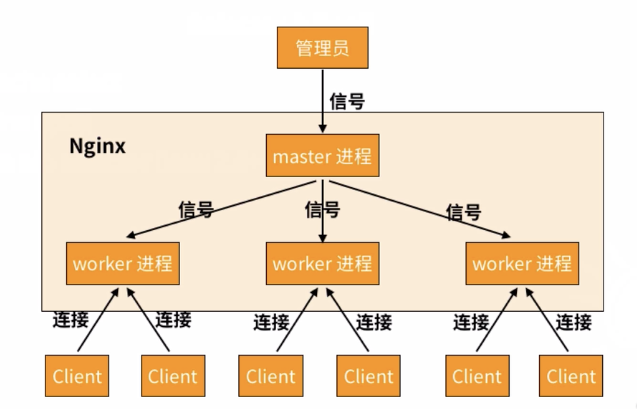 管理员
信号
Nginx
master 进程
信号 信号 信号
worker 进程 worker 进程 worker 进程
连接 连接 连接 连接 连接 连接
Client Client Client Client Client Client